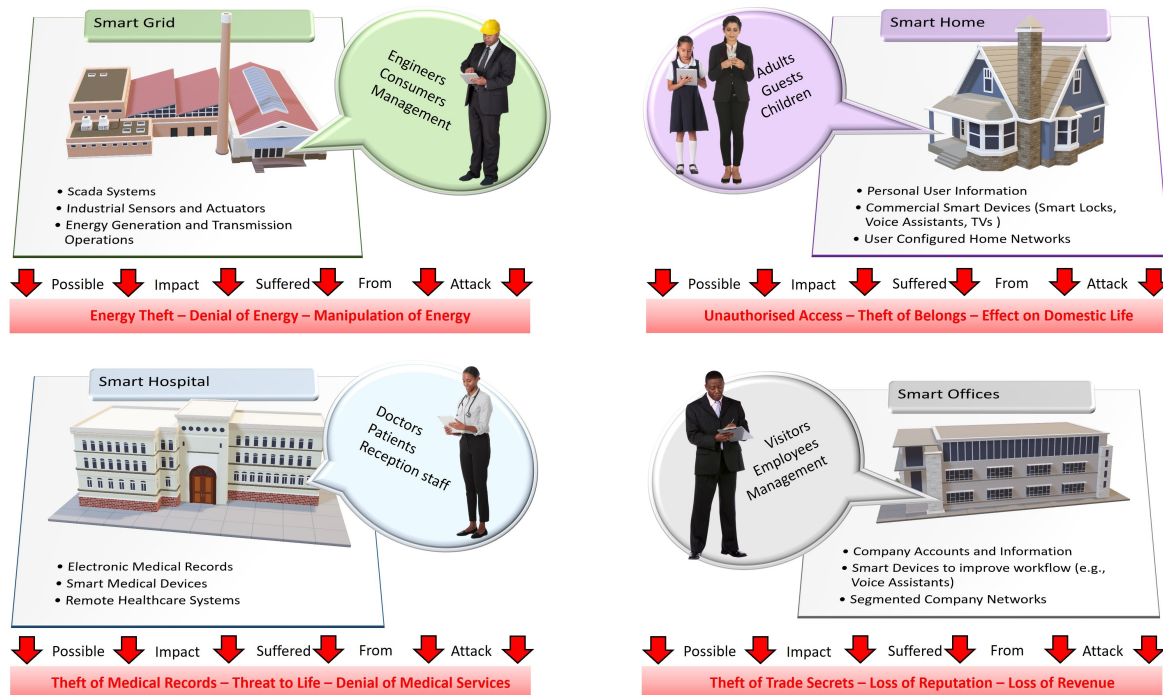 Smart Grid
Engineers
Consumers
Management
• Scada Systems
• Industrial Sensors and Actuators
• Energy Generation and Transmission
Operations
Possible Impact Suffered From Attack
Energy Theft – Denial of Energy – Manipulation of Energy
Smart Home
Adults
Guests
Children
• Personal User Information
• Commercial Smart Devices (Smart Locks,
Voice Assistants, TVs )
• User Configured Home Networks
Possible Impact Suffered From Attack
Unauthorised Access – Theft of Belongs – Effect on Domestic Life
Smart Hospital
Doctors
Patients
Reception staff
• Electronic Medical Records
• Smart Medical Devices
• Remote Healthcare Systems
Possible Impact Suffered From Attack
Theft of Medical Records – Threat to Life – Denial of Medical Services
Smart Offices
Visitors
Employees
Management
• Company Accounts and Information
• Smart Devices to improve workflow (e.g.,
Voice Assistants)
• Segmented Company Networks
Possible Impact Suffered From Attack
Theft of Trade Secrets – Loss of Reputation – Loss of Revenue